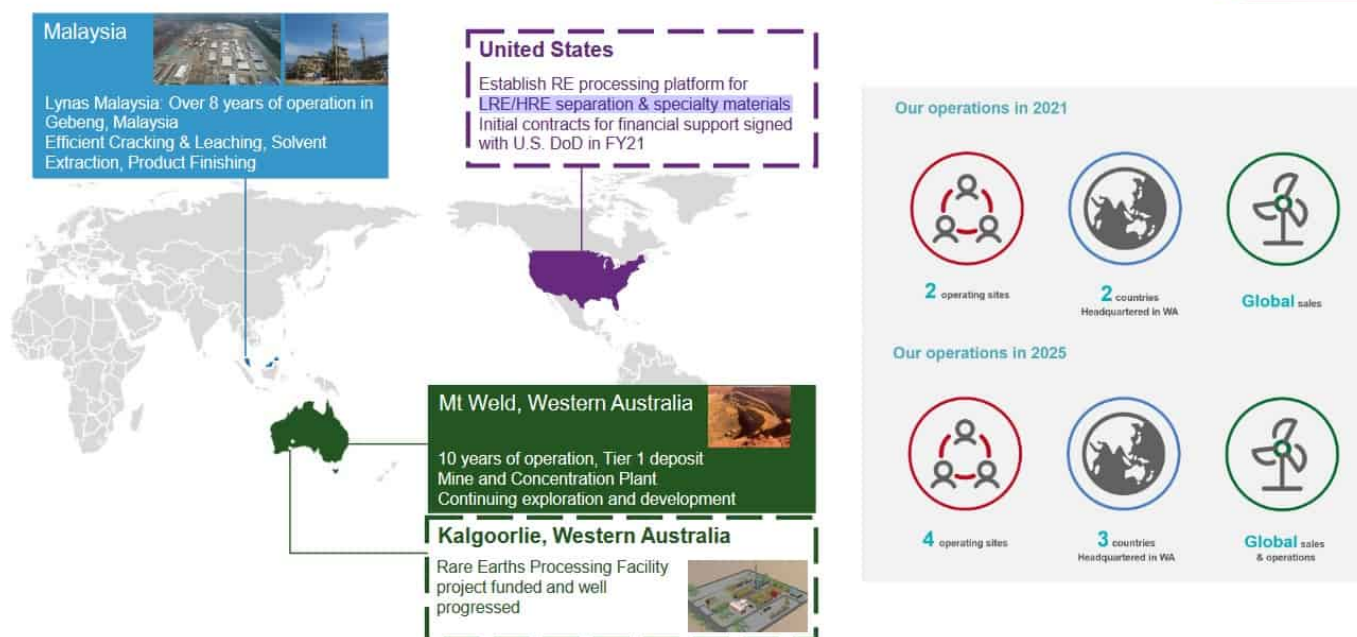 Malaysia
Lynas Malaysia: Over 8 years of operation in
Gebeng, Malaysia
Efficient Cracking & Leaching, Solvent
Extraction, Product Finishing
United States
Establish RE processing platform for
LRE/HRE separation & specialty materials
Initial contracts for financial support signed
with U.S. DoD in FY21
Mt Weld, Western Australia
10 years of operation, Tier 1 deposit
Mine and Concentration Plant
Continuing exploration and development
Kalgoorlie, Western Australia
Rare Earths Processing Facility
project funded and well
progressed
Our operations in 2021
2 operating sites
2 countries
Headquartered in WA
Global sales
Our operations in 2025
4 operating sites
3 countries
Headquartered in WA
Global sales
& operations